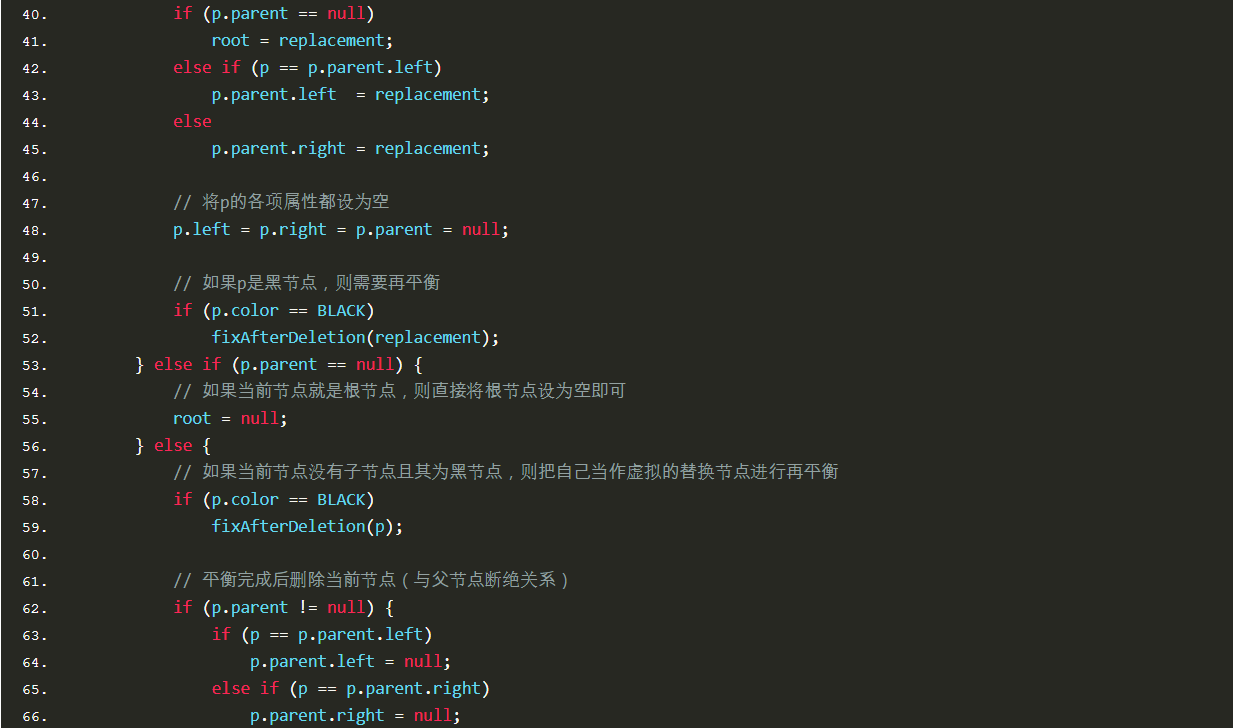 40.             if (p.parent == null)
41.                 root = replacement;
42.             else if (p == p.parent.left)
43.                 p.parent.left  = replacement;
44.             else
45.                 p.parent.right = replacement;
46.
47.             // 将p的各项属性都设为空
48.             p.left = p.right = p.parent = null;
49.
50.             // 如果p是黑节点，则需要再平衡
51.             if (p.color == BLACK)
52.                 fixAfterDeletion(replacement);
53.         } else if (p.parent == null) {
54.             // 如果当前节点就是根节点，则直接将根节点设为空即可
55.             root = null;
56.         } else {
57.             // 如果当前节点没有子节点且其为黑节点，则把自己当作虚拟的替换节点进行再平衡
58.             if (p.color == BLACK)
59.                 fixAfterDeletion(p);
60.
61.             // 平衡完成后删除当前节点（与父节点断绝关系）
62.             if (p.parent != null) {
63.                 if (p == p.parent.left)
64.                     p.parent.left = null;
65.                 else if (p == p.parent.right)
66.                     p.parent.right = null;